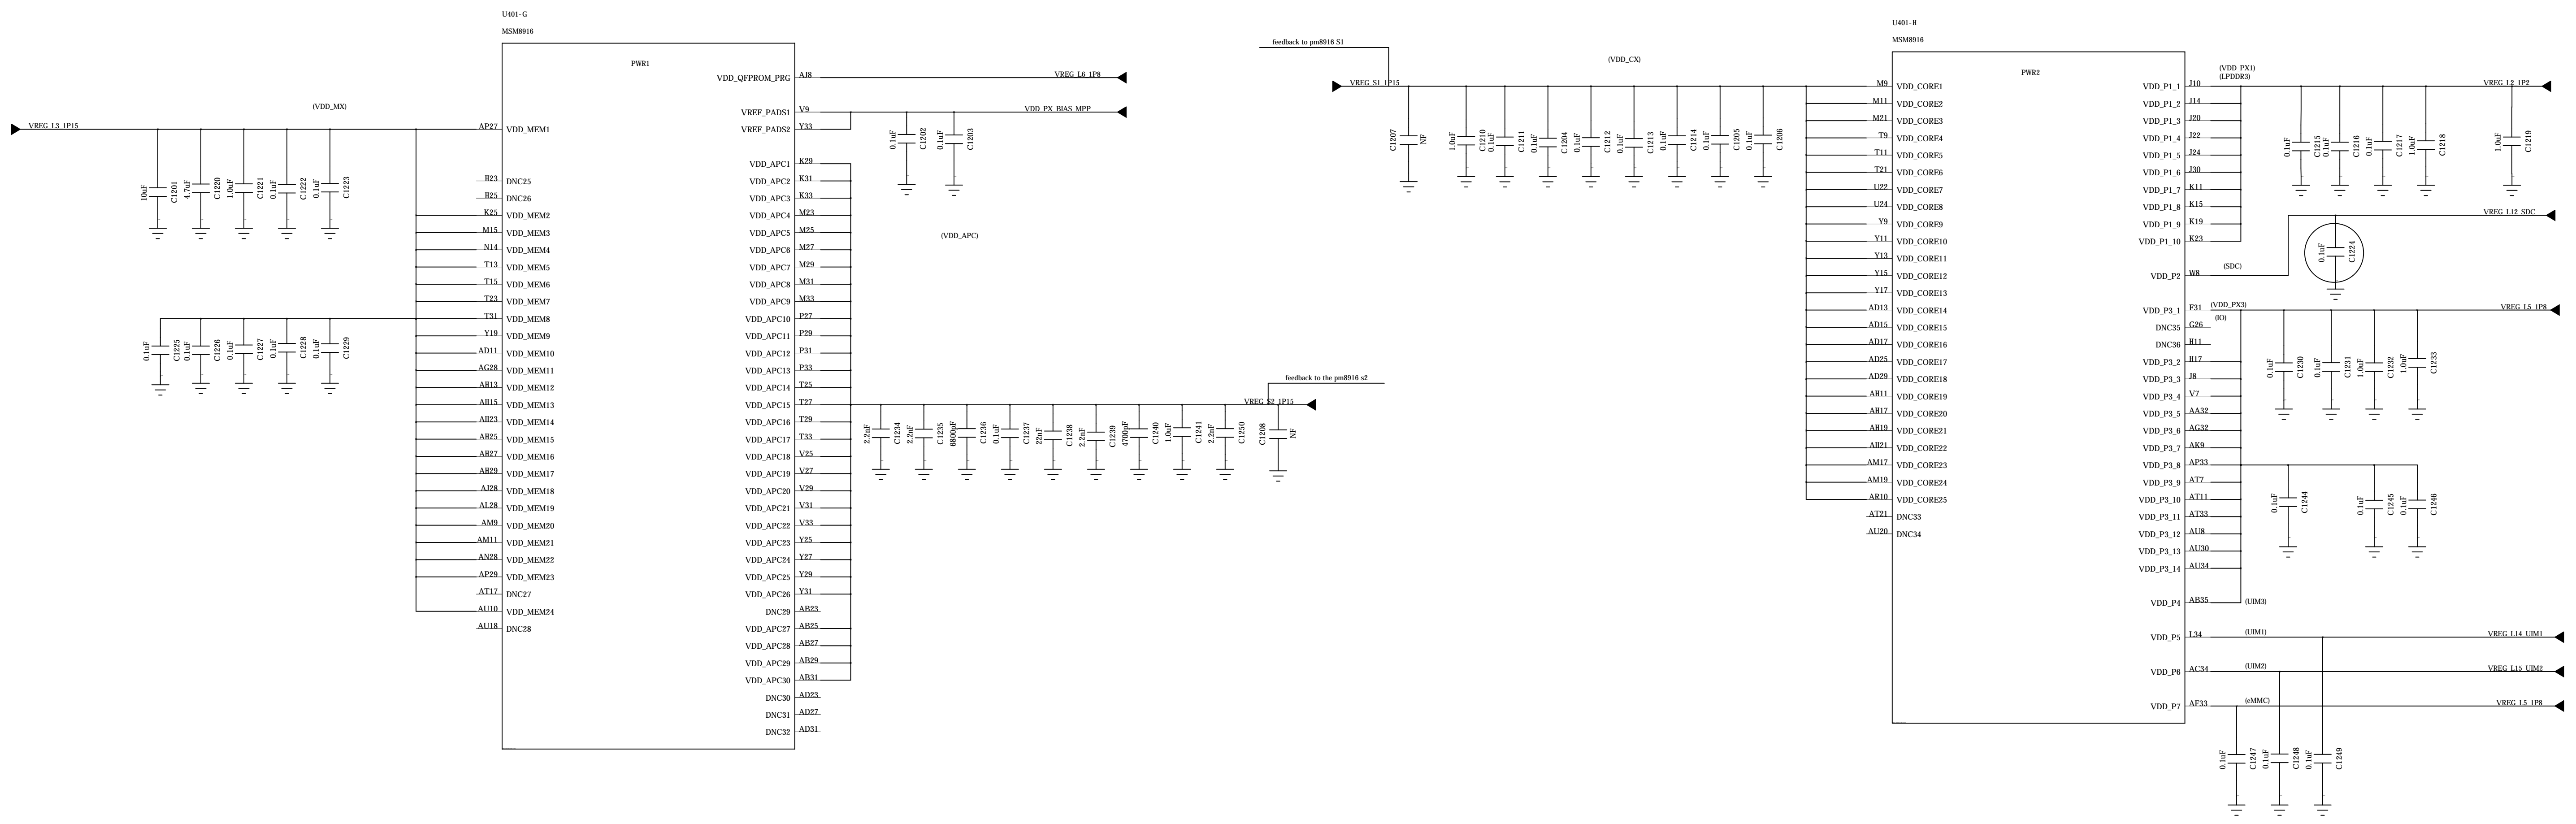 U401-G
MSM8916
PWR1
VDD_QFPROM_PRG AJ8 VREG_L6_1P8
VREF_PADS1 V9 VDD_PX_BIAS_MPP
VREF_PADS2 Y33
0.1uF C1202
0.1uF C1203
(VDD_MX)
VREG_L3_1P15
10uF C1201
4.7uF C1220
1.0uF C1221
0.1uF C1222
0.1uF C1223
0.1uF C1225
0.1uF C1226
0.1uF C1227
0.1uF C1228
0.1uF C1229
AP27 VDD_MEM1
H23 DNC25
H25 DNC26
K25 VDD_MEM2
M15 VDD_MEM3
N14 VDD_MEM4
T13 VDD_MEM5
T15 VDD_MEM6
T23 VDD_MEM7
T31 VDD_MEM8
Y19 VDD_MEM9
AD11 VDD_MEM10
AG28 VDD_MEM11
AH13 VDD_MEM12
AH15 VDD_MEM13
AH23 VDD_MEM14
AH25 VDD_MEM15
AH27 VDD_MEM16
AH29 VDD_MEM17
AJ28 VDD_MEM18
AL28 VDD_MEM19
AM9 VDD_MEM20
AM11 VDD_MEM21
AN28 VDD_MEM22
AP29 VDD_MEM23
AT17 DNC27
AU10 VDD_MEM24
AU18 DNC28
VDD_APC1 K29
VDD_APC2 K31
VDD_APC3 K33
VDD_APC4 M23
VDD_APC5 M25
VDD_APC6 M27
VDD_APC7 M29
VDD_APC8 M31
VDD_APC9 M33
VDD_APC10 P27
VDD_APC11 P29
VDD_APC12 P31
VDD_APC13 P33
VDD_APC14 T25
VDD_APC15 T27
VDD_APC16 T29
VDD_APC17 T33
VDD_APC18 V25
VDD_APC19 V27
VDD_APC20 V29
VDD_APC21 V31
VDD_APC22 V33
VDD_APC23 Y25
VDD_APC24 Y27
VDD_APC25 Y29
VDD_APC26 Y31
DNC29 AB23
VDD_APC27 AB25
VDD_APC28 AB27
VDD_APC29 AB29
VDD_APC30 AB31
DNC30 AD23
DNC31 AD27
DNC32 AD31
(VDD_APC)
feedback to the pm8916 s2
VREG_S2_1P15
2.2nF C1234
2.2nF C1235
6800pF C1236
0.1uF C1237
22nF C1238
2.2nF C1239
4700pF C1240
1.0uF C1241
2.2nF C1250
C1208 NF
U401-H
MSM8916
PWR2
feedback to pm8916 S1
(VDD_CX)
VREG_S1_1P15
C1207 NF
1.0uF C1210
0.1uF C1211
0.1uF C1204
0.1uF C1212
0.1uF C1213
0.1uF C1214
0.1uF C1205
0.1uF C1206
M9 VDD_CORE1
M11 VDD_CORE2
M21 VDD_CORE3
T9 VDD_CORE4
T11 VDD_CORE5
T21 VDD_CORE6
U22 VDD_CORE7
U24 VDD_CORE8
Y9 VDD_CORE9
Y11 VDD_CORE10
Y13 VDD_CORE11
Y15 VDD_CORE12
Y17 VDD_CORE13
AD13 VDD_CORE14
AD15 VDD_CORE15
AD17 VDD_CORE16
AD25 VDD_CORE17
AD29 VDD_CORE18
AH11 VDD_CORE19
AH17 VDD_CORE20
AH19 VDD_CORE21
AH21 VDD_CORE22
AM17 VDD_CORE23
AM19 VDD_CORE24
AR10 VDD_CORE25
AT21 DNC33
AU20 DNC34
(VDD_PX1)
(LPDDR3)
VREG_L2_1P2
VDD_P1_1 J10
VDD_P1_2 J14
VDD_P1_3 J20
VDD_P1_4 J22
VDD_P1_5 J24
VDD_P1_6 J30
VDD_P1_7 K11
VDD_P1_8 K15
VDD_P1_9 K19
VDD_P1_10 K23
0.1uF C1215
0.1uF C1216
0.1uF C1217
1.0uF C1218
1.0uF C1219
VREG_L12_SDC
0.1uF C1224
VDD_P2 W8 (SDC)
VDD_P3_1 F31 (VDD_PX3) VREG_L5_1P8
(IO)
DNC35 G26
DNC36 H11
VDD_P3_2 H17
VDD_P3_3 J8
VDD_P3_4 V7
VDD_P3_5 AA32
VDD_P3_6 AG32
VDD_P3_7 AK9
VDD_P3_8 AP33
VDD_P3_9 AT7
VDD_P3_10 AT11
VDD_P3_11 AT33
VDD_P3_12 AU8
VDD_P3_13 AU30
VDD_P3_14 AU34
0.1uF C1230
0.1uF C1231
1.0uF C1232
1.0uF C1233
0.1uF C1244
0.1uF C1245
0.1uF C1246
VDD_P4 AB35 (UIM3)
VDD_P5 L34 (UIM1) VREG_L14_UIM1
VDD_P6 AC34 (UIM2) VREG_L15_UIM2
VDD_P7 AF33 (eMMC) VREG_L5_1P8
0.1uF C1247
0.1uF C1248
0.1uF C1249